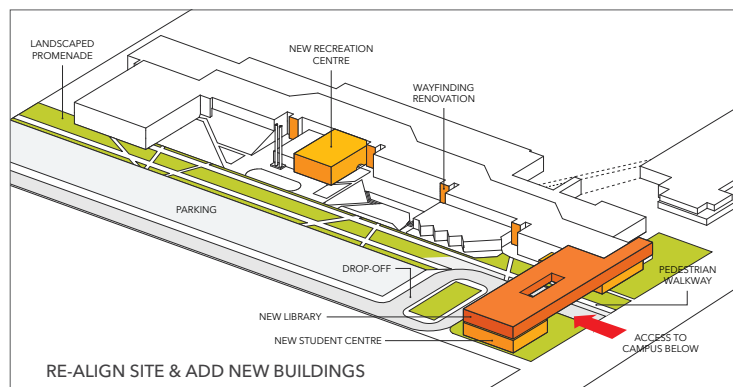 LANDSCAPED
PROMENADE
NEW RECREATION
CENTRE
WAYFINDING
RENOVATION
PARKING
DROP-OFF
PEDESTRIAN
WALKWAY
NEW LIBRARY
NEW STUDENT CENTRE
ACCESS TO
CAMPUS BELOW
RE-ALIGN SITE & ADD NEW BUILDINGS